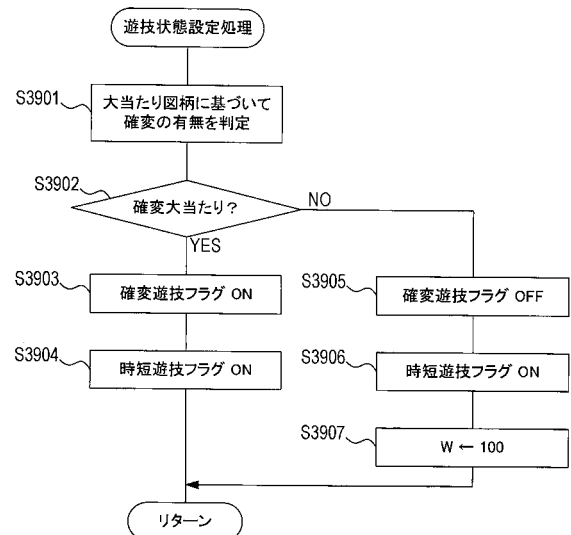 遊技状態設定処理
S3901
大当たり図柄に基づいて
確変の有無を判定
S3902
確変大当たり？
NO
YES
S3903
確変遊技フラグ ON
S3904
時短遊技フラグ ON
S3905
確変遊技フラグ OFF
S3906
時短遊技フラグ ON
S3907
W ← 100
リターン